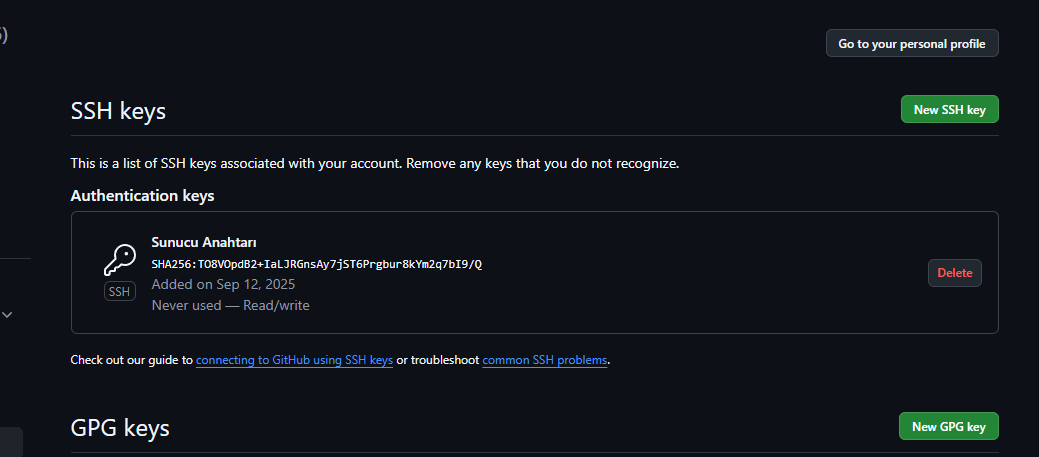 Go to your personal profile
SSH keys
New SSH key
This is a list of SSH keys associated with your account. Remove any keys that you do not recognize.
Authentication keys
Sunucu Anahtarı
SHA256:TO8VOpdB2+IaLJRGnsAy7jST6Prgbur8kYm2q7bI9/Q
SSH
Added on Sep 12, 2025
Never used — Read/write
Delete
Check out our guide to connecting to GitHub using SSH keys or troubleshoot common SSH problems.
GPG keys
New GPG key